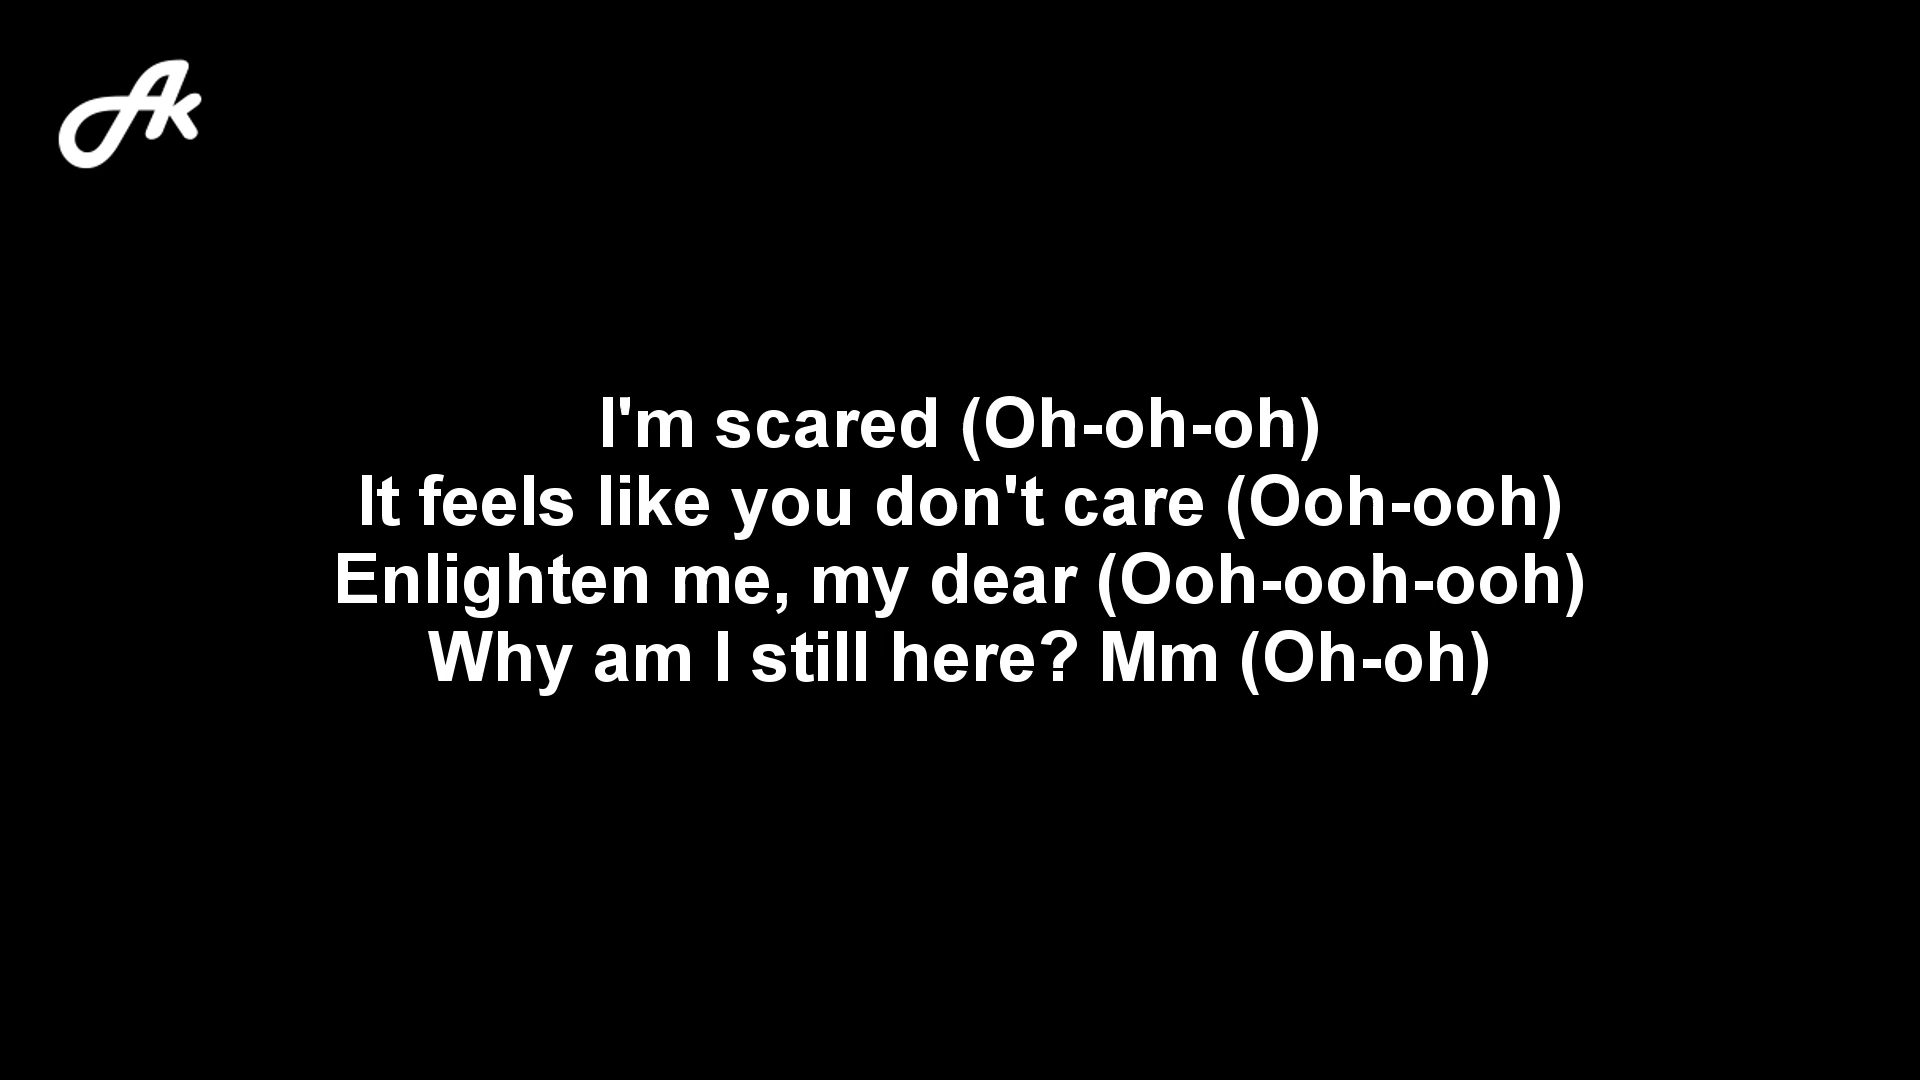 Ak
I'm scared (Oh-oh-oh)
It feels like you don't care (Ooh-ooh)
Enlighten me, my dear (Ooh-ooh-ooh)
Why am I still here? Mm (Oh-oh)